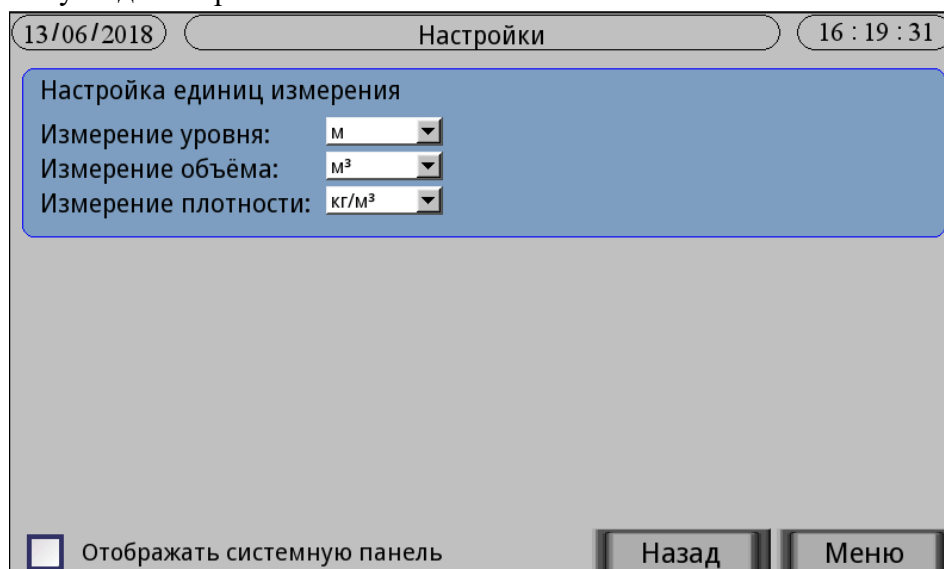 13/06/2018 Настройки 16 : 19 : 31
Настройка единиц измерения
Измерение уровня: м
Измерение объёма: м³
Измерение плотности: кг/м³
Отображать системную панель Назад Меню